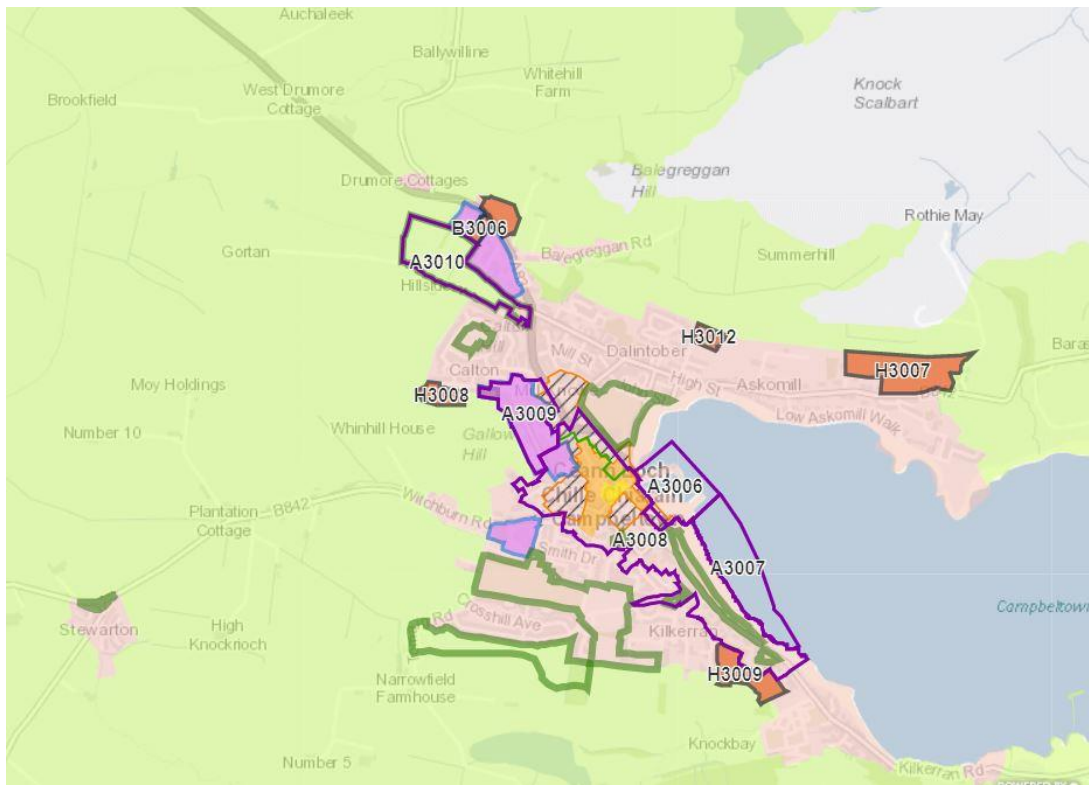 Auchaleek
Ballywilline
Whitehill
Farm
West Drumore
Cottage
Brookfield
Knock
Scalbart
Drumore Cottages
Balegreggan
Hill
Rothie May
B3006
Gortan
A3010
Balegreggan Rd
Summerhill
Hillside
H3012
Mill St
Dalintober
Calton
H3007
High St
Askomill
Moy Holdings
H3008
A3009
Low Askomill Walk
Number 10
Whinhill House
Gallow
Hill
A3006
Plantation
Cottage
B842
Witchburn Rd
Campbeltown
A3008
Smith Dr
A3007
Campbeltown
Stewarton
High
Knockrioch
Crosshill Ave
Rd
Kilkerran
Narrowfield
Farmhouse
H3009
Knockbay
Number 5
Kilkerran Rd